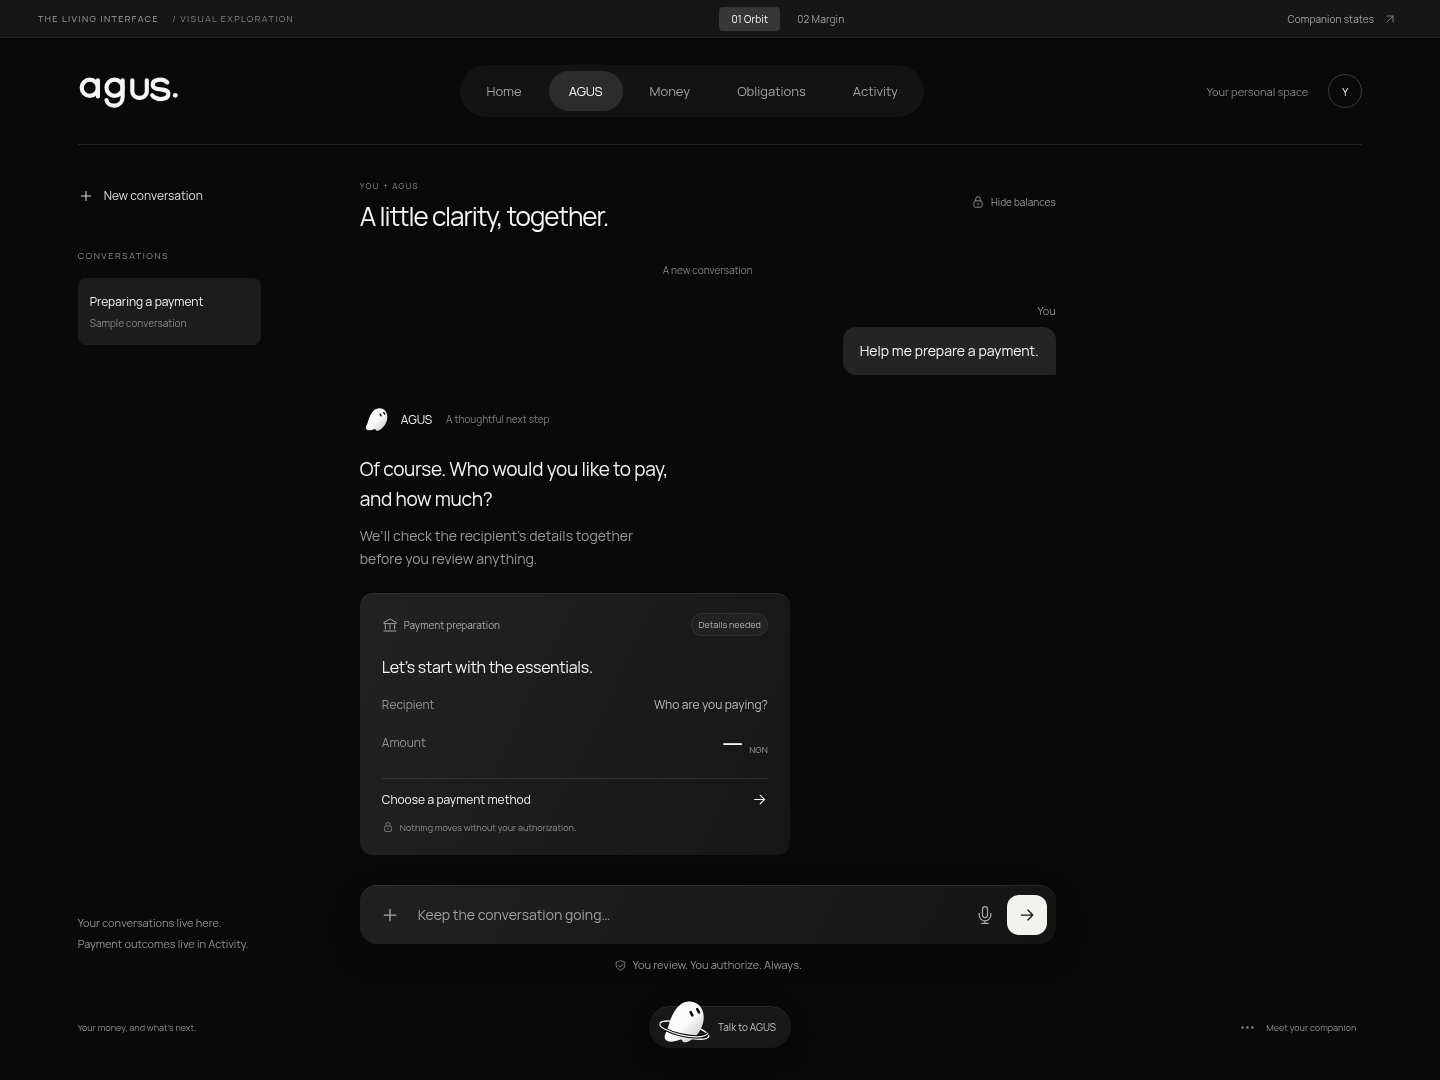 THE LIVING INTERFACE / VISUAL EXPLORATION
01 Orbit
02 Margin
Companion states
agus.
Home
AGUS
Money
Obligations
Activity
Your personal space
Y
New conversation
CONVERSATIONS
Preparing a payment
Sample conversation
YOU + AGUS
A little clarity, together.
Hide balances
A new conversation
You
Help me prepare a payment.
AGUS A thoughtful next step
Of course. Who would you like to pay,
and how much?
We'll check the recipient's details together
before you review anything.
Payment preparation
Details needed
Let's start with the essentials.
Recipient Who are you paying?
Amount — NGN
Choose a payment method
Nothing moves without your authorization.
Keep the conversation going…
You review. You authorize. Always.
Your conversations live here.
Payment outcomes live in Activity.
Your money, and what's next.
Talk to AGUS
Meet your companion